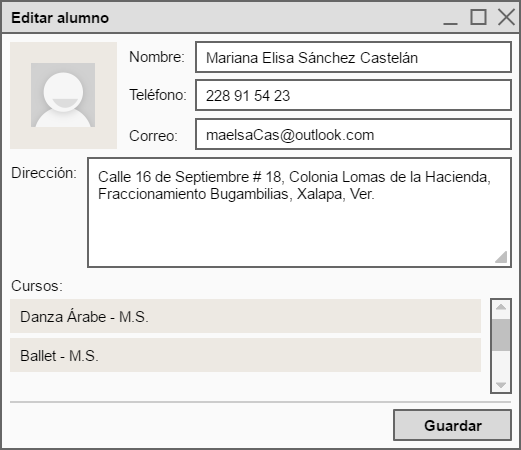 Editar alumno
Nombre: Mariana Elisa Sánchez Castelán
Teléfono: 228 91 54 23
Correo: maelsaCas@outlook.com
Dirección: Calle 16 de Septiembre # 18, Colonia Lomas de la Hacienda,
Fraccionamiento Bugambilias, Xalapa, Ver.
Cursos:
Danza Árabe - M.S.
Ballet - M.S.
Guardar